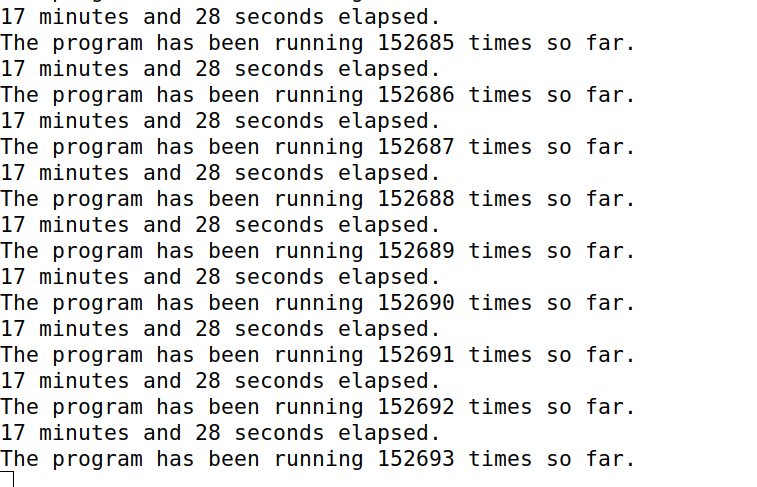 17 minutes and 28 seconds elapsed.
The program has been running 152685 times so far.
17 minutes and 28 seconds elapsed.
The program has been running 152686 times so far.
17 minutes and 28 seconds elapsed.
The program has been running 152687 times so far.
17 minutes and 28 seconds elapsed.
The program has been running 152688 times so far.
17 minutes and 28 seconds elapsed.
The program has been running 152689 times so far.
17 minutes and 28 seconds elapsed.
The program has been running 152690 times so far.
17 minutes and 28 seconds elapsed.
The program has been running 152691 times so far.
17 minutes and 28 seconds elapsed.
The program has been running 152692 times so far.
17 minutes and 28 seconds elapsed.
The program has been running 152693 times so far.